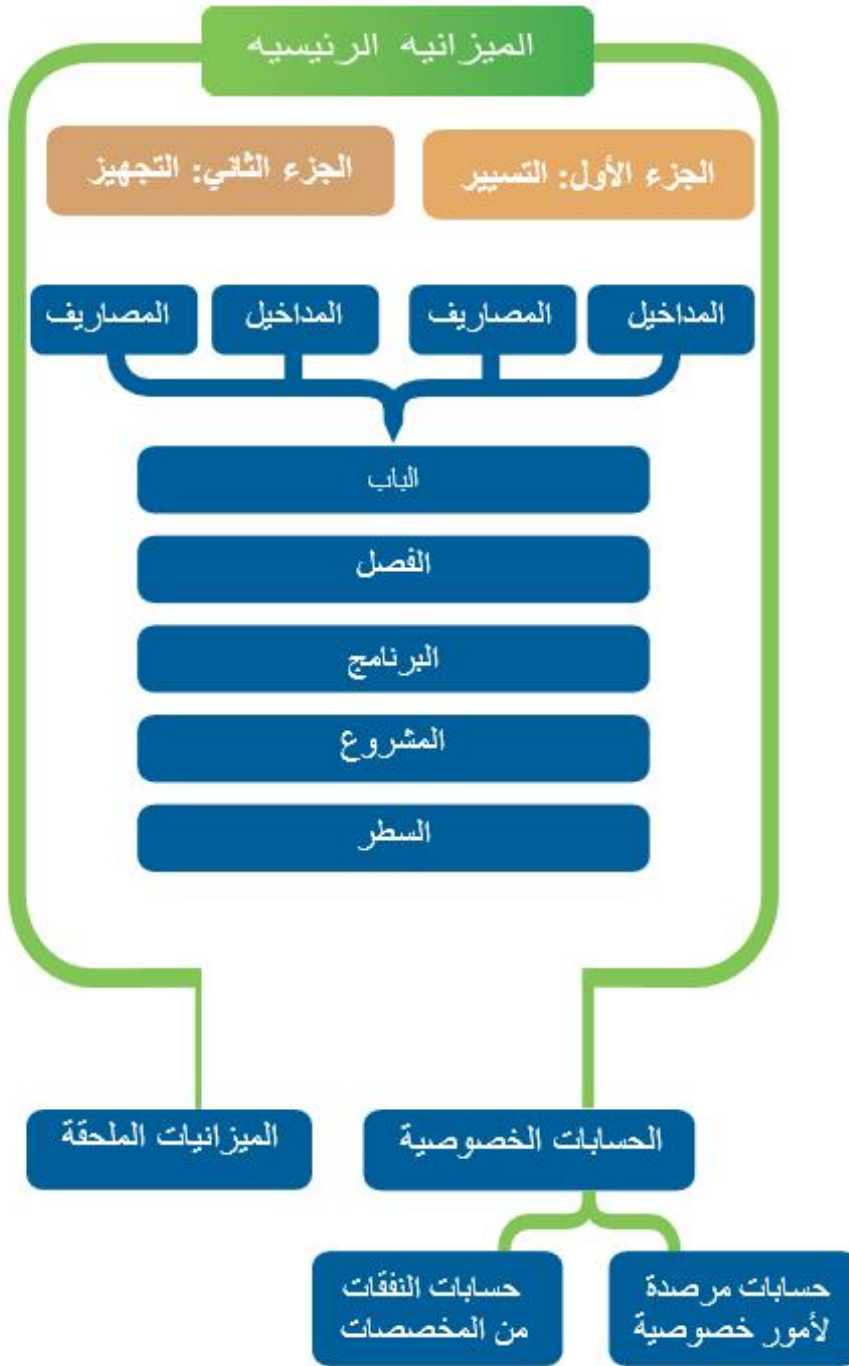 الميزانيه الرئيسيه
الجزء الأول: التسيير
الجزء الثاني: التجهيز
المداخيل
المصاريف
المداخيل
المصاريف
الباب
الفصل
البرنامج
المشروع
السطر
الحسابات الخصوصية
الميزانيات الملحقة
حسابات مرصدة
لأمور خصوصية
حسابات النفقات
من المخصصات